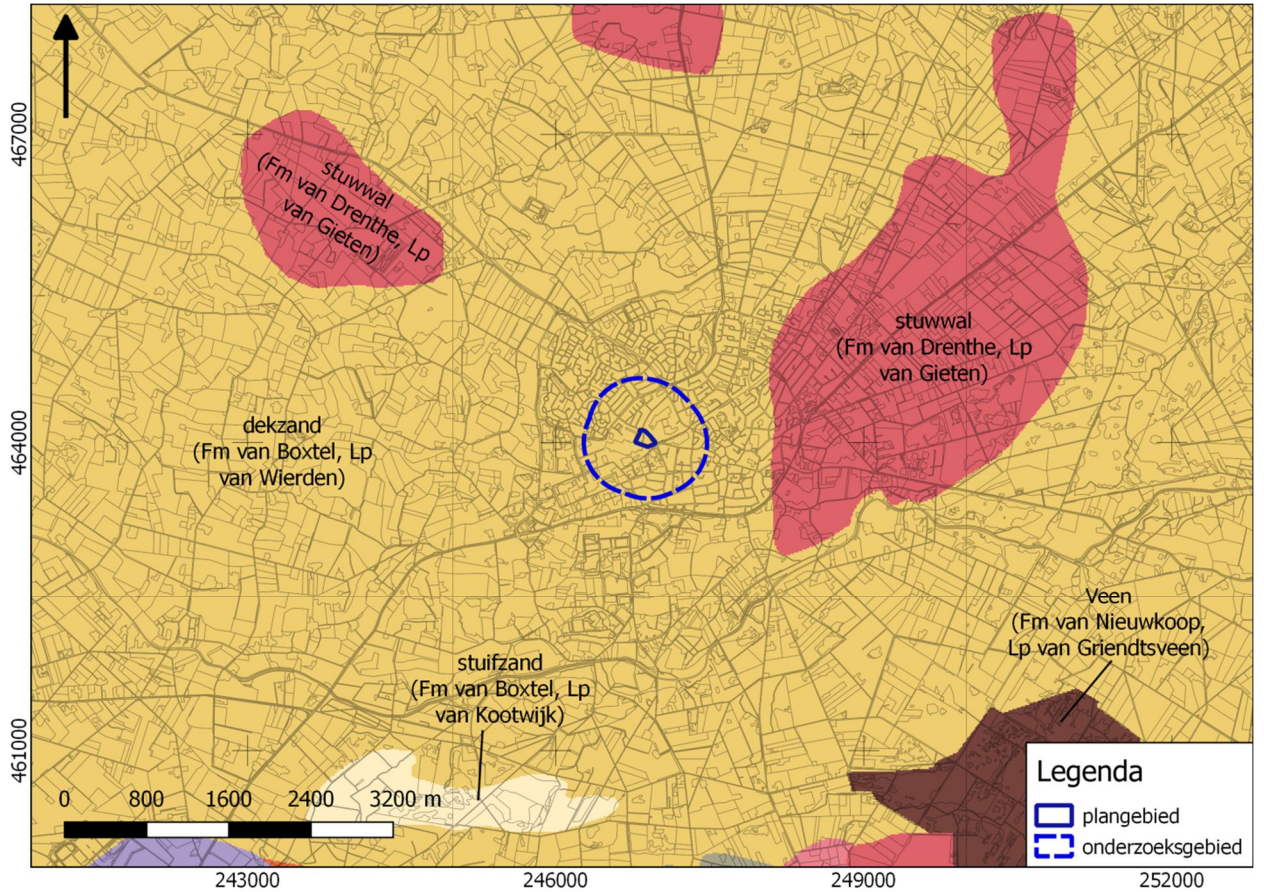 467000
464000
461000
stuwwal
(Fm van Drenthe, Lp
van Gieten)
stuwwal
(Fm van Drenthe, Lp
van Gieten)
dekzand
(Fm van Boxtel, Lp
van Wierden)
Veen
(Fm van Nieuwkoop,
Lp van Griendtsveen)
stuifzand
(Fm van Boxtel, Lp
van Kootwijk)
0 800 1600 2400 3200 m
Legenda
plangebied
onderzoeksgebied
243000 246000 249000 252000